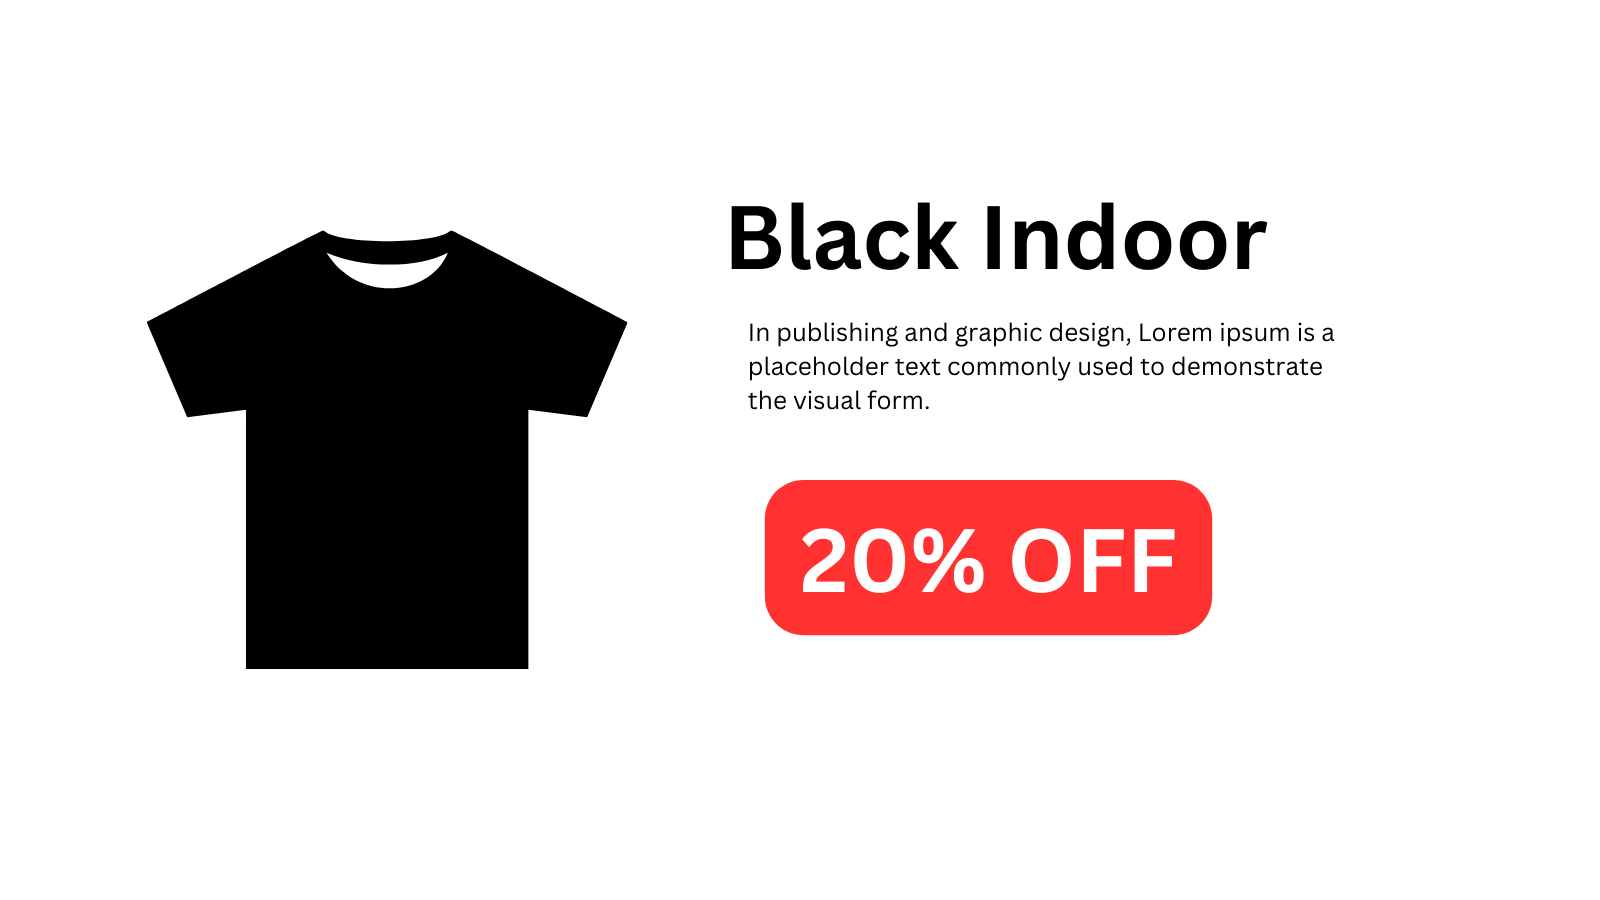 Black Indoor
In publishing and graphic design, Lorem ipsum is a
placeholder text commonly used to demonstrate
the visual form.
20% OFF